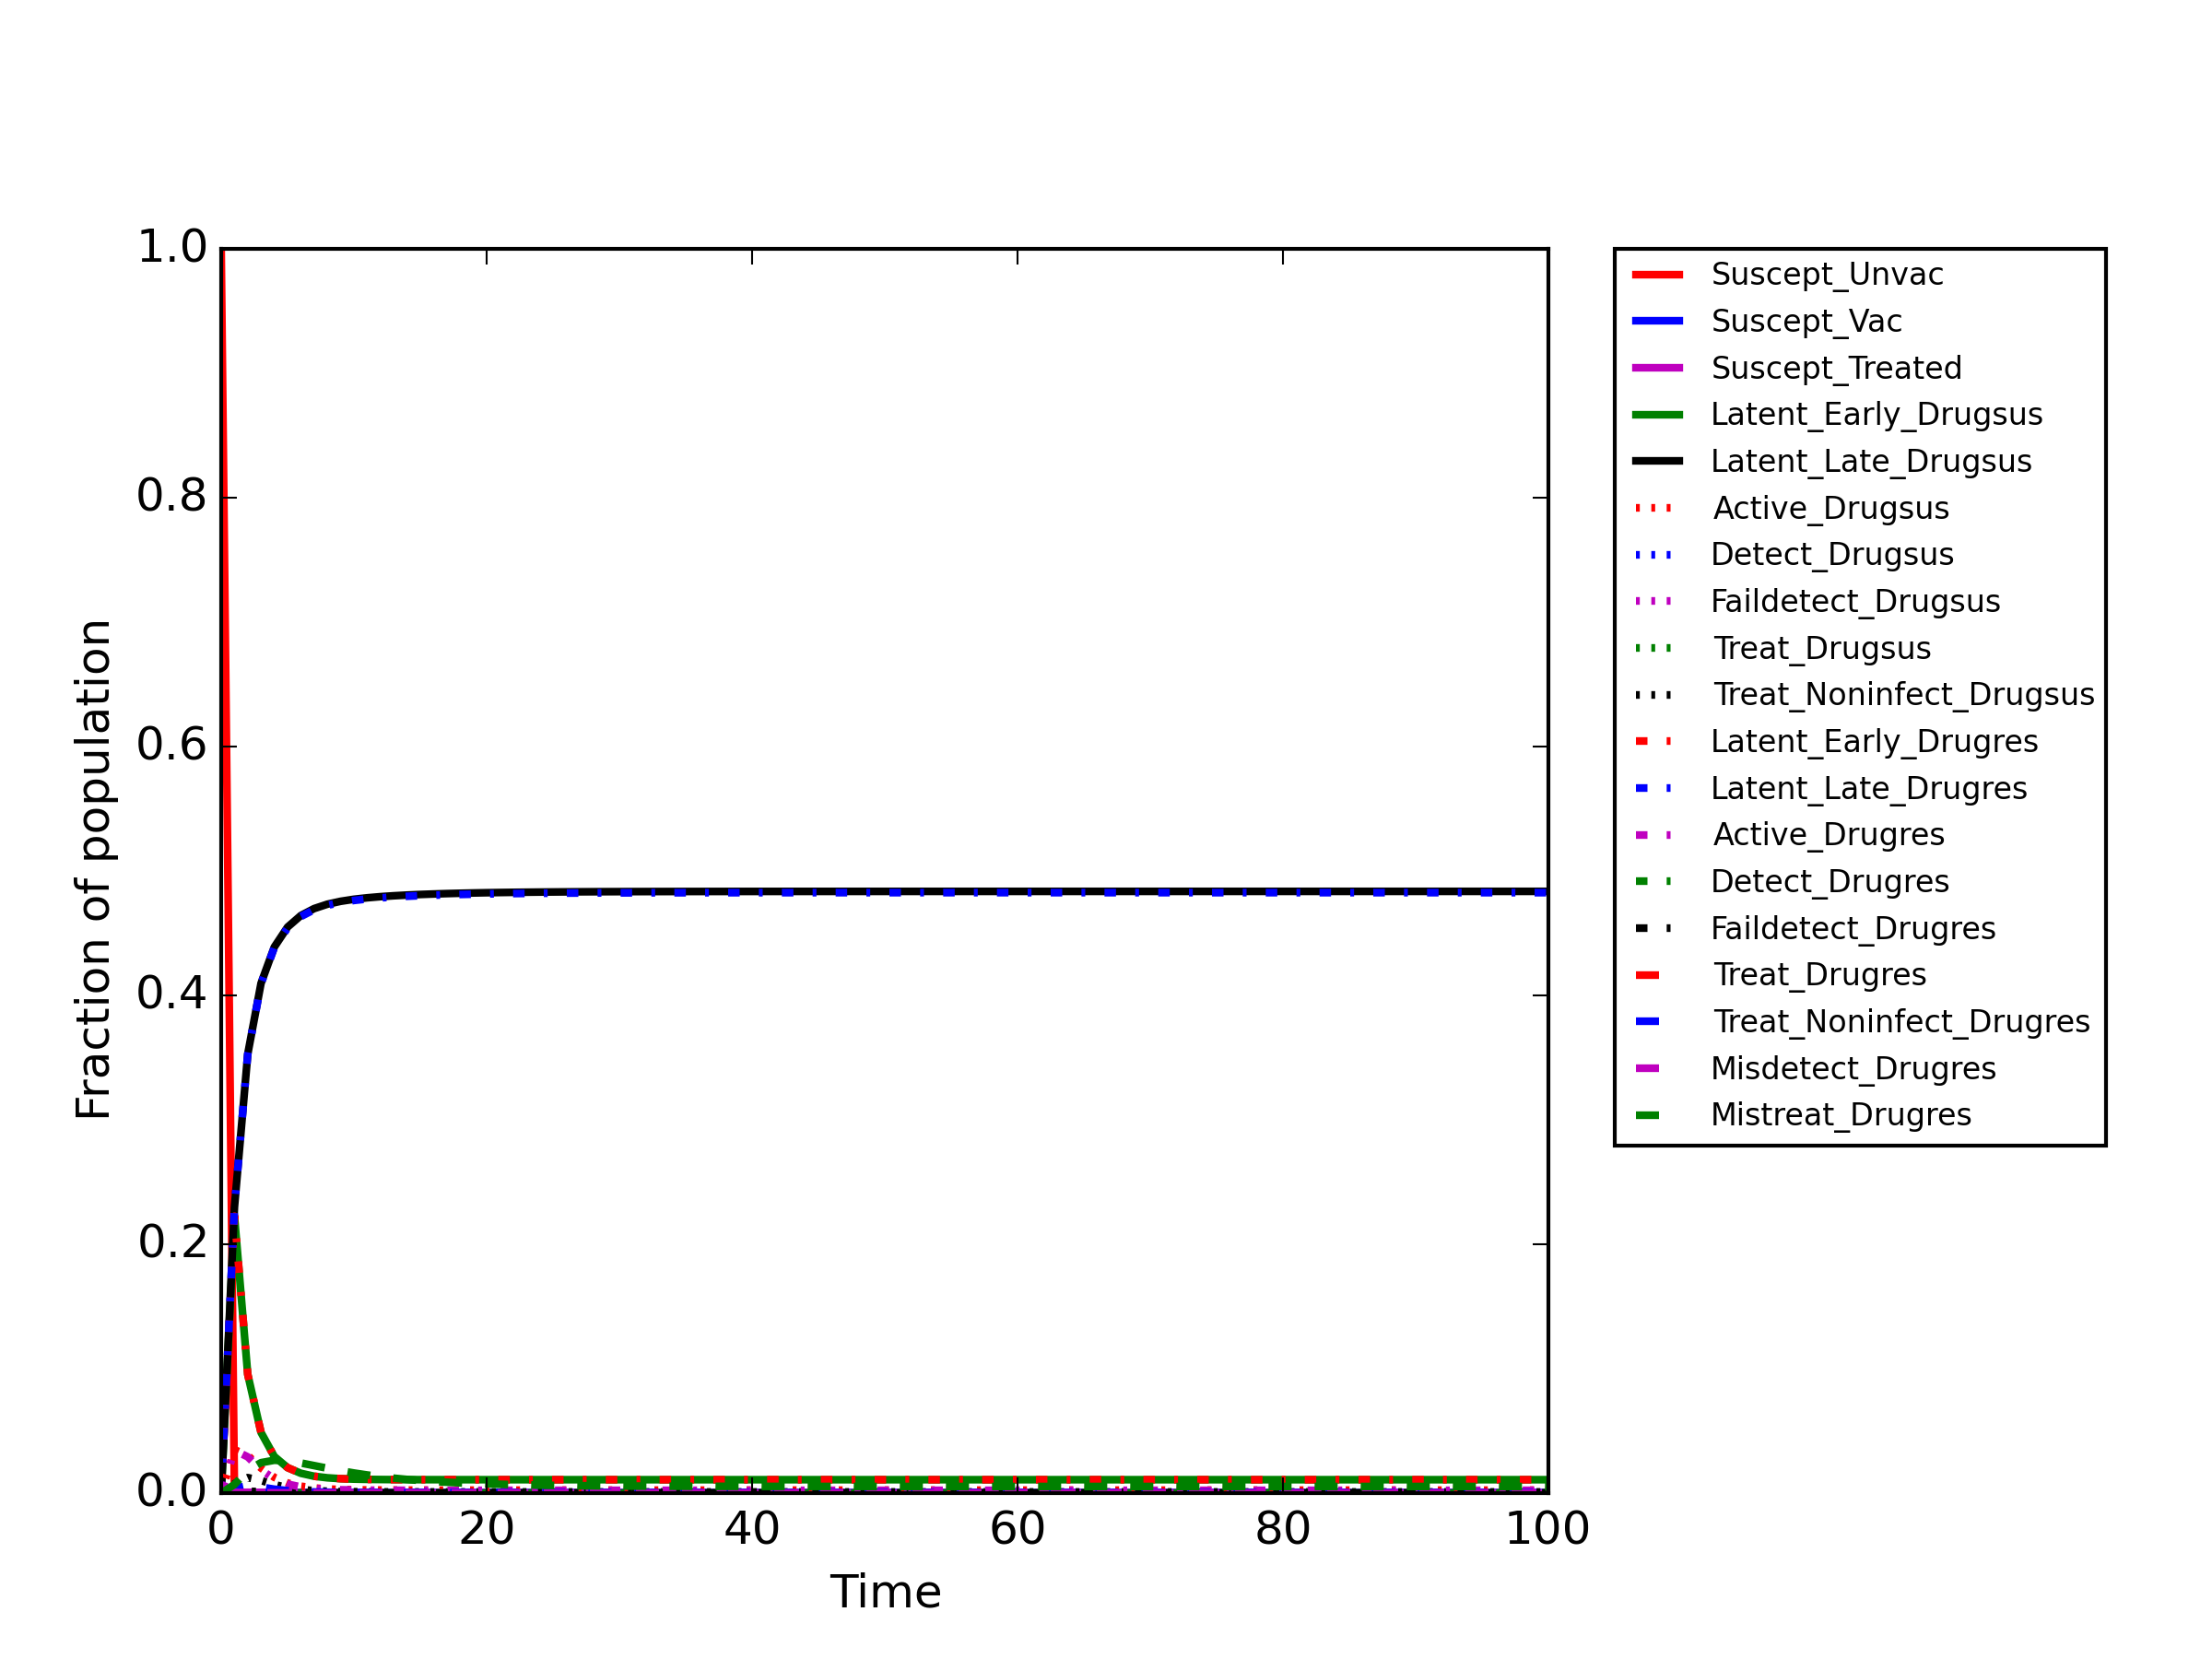 1.0
0.8
0.6
0.4
0.2
0.0
0 20 40 60 80 100
Time
Fraction of population
Suscept_Unvac
Suscept_Vac
Suscept_Treated
Latent_Early_Drugsus
Latent_Late_Drugsus
Active_Drugsus
Detect_Drugsus
Faildetect_Drugsus
Treat_Drugsus
Treat_Noninfect_Drugsus
Latent_Early_Drugres
Latent_Late_Drugres
Active_Drugres
Detect_Drugres
Faildetect_Drugres
Treat_Drugres
Treat_Noninfect_Drugres
Misdetect_Drugres
Mistreat_Drugres